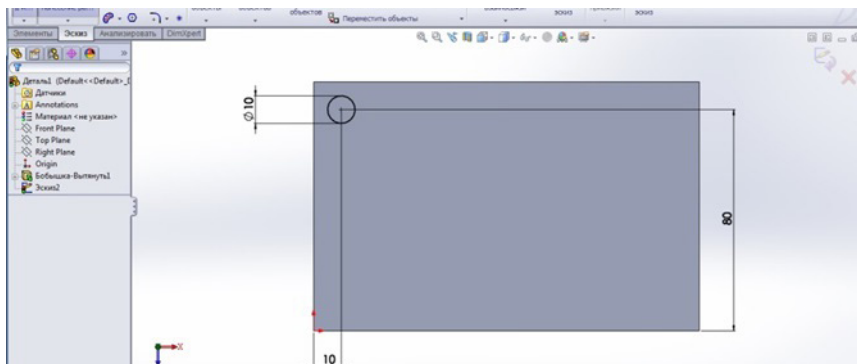 объектов
Переместить объекты
эскиз
эскиз
Элементы Эскиз Анализировать DimXpert
Деталь1 (Default<<Default>_
Датчики
Annotations
Материал <не указан>
Front Plane
Top Plane
Right Plane
Origin
Бобышка-Вытянуть1
Эскиз2
∅10
80
10
X